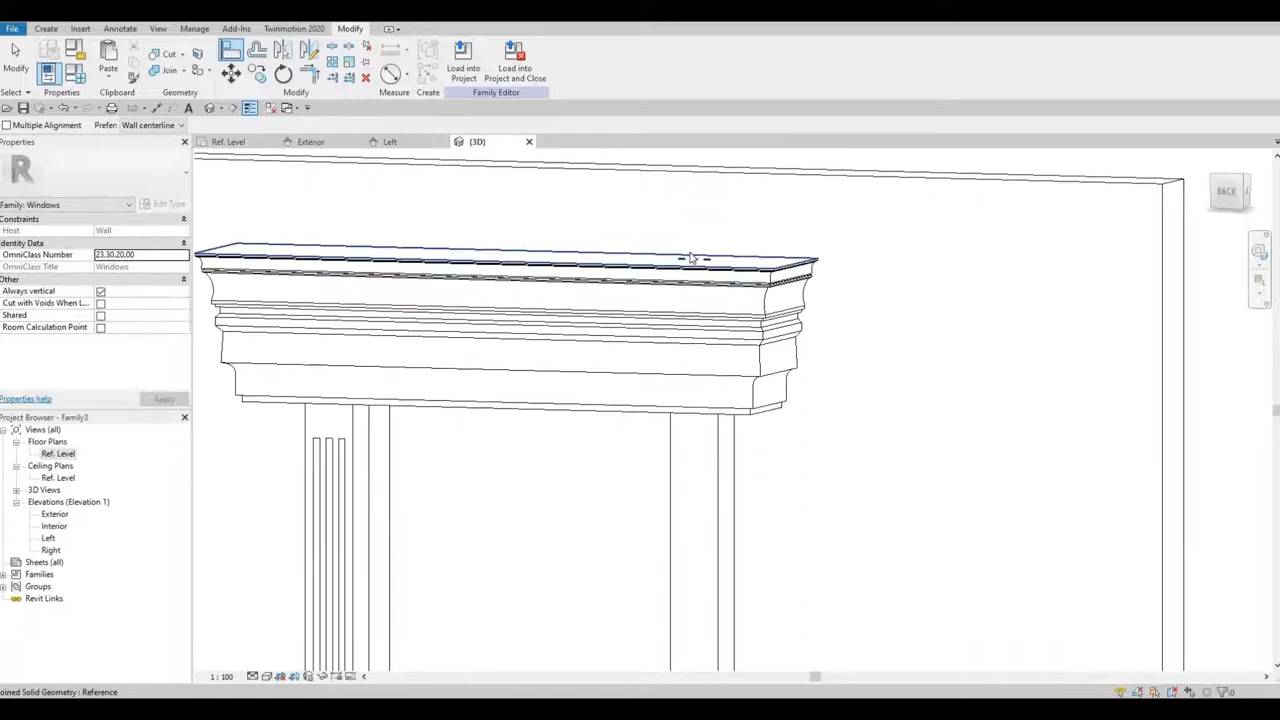 File Create Insert Annotate View Manage Add-Ins Twinmotion 2020 Modify
Modify Paste Cut Join Load into Project Load into Project and Close
Select Properties Clipboard Geometry Modify Measure Create Family Editor
Multiple Alignment Prefer: Wall centerline
Properties Ref. Level Exterior Left {3D}
R
BACK
Family: Windows Edit Type
Constraints
Host Wall
Identity Data
OmniClass Number 23.30.20.00
OmniClass Title Windows
Other
Always vertical
Cut with Voids When L...
Shared
Room Calculation Point
Properties help Apply
Project Browser - Family3
Views (all)
Floor Plans
Ref. Level
Ceiling Plans
Ref. Level
3D Views
Elevations (Elevation 1)
Exterior
Interior
Left
Right
Sheets (all)
Families
Groups
Revit Links
1 : 100
oined Solid Geometry : Reference :0